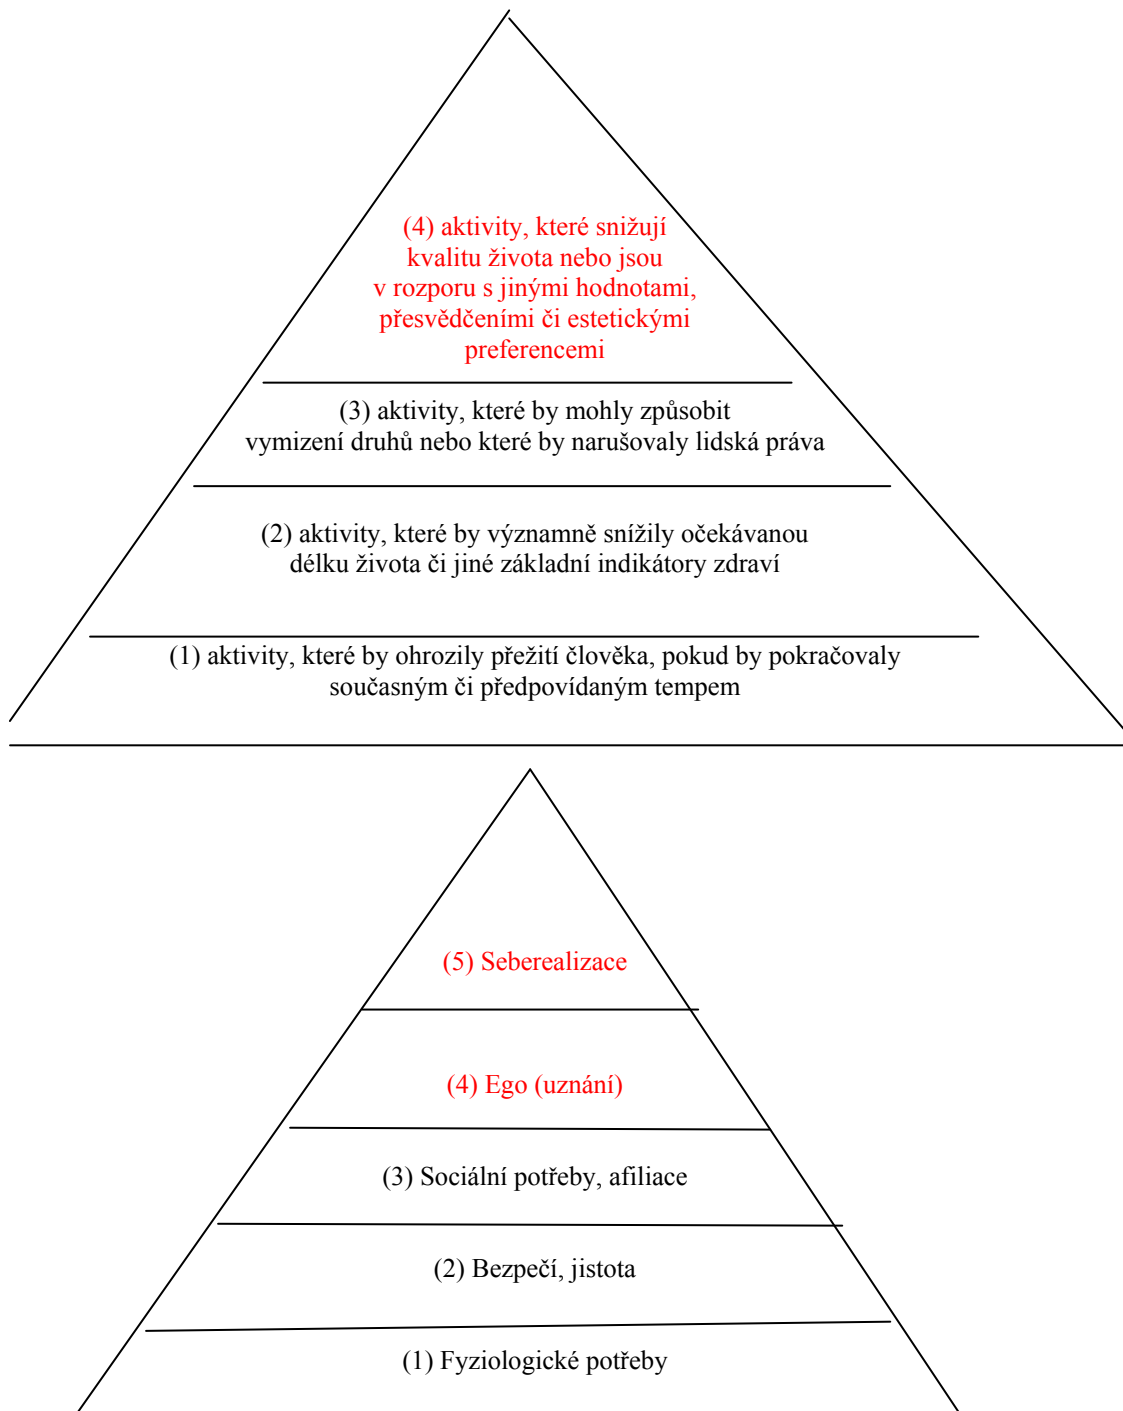 (4) aktivity, které snižují
kvalitu života nebo jsou
v rozporu s jinými hodnotami,
přesvědčeními či estetickými
preferencemi
(3) aktivity, které by mohly způsobit
vymizení druhů nebo které by narušovaly lidská práva
(2) aktivity, které by významně snížily očekávanou
délku života či jiné základní indikátory zdraví
(1) aktivity, které by ohrozily přežití člověka, pokud by pokračovaly
současným či předpovídaným tempem
(5) Seberealizace
(4) Ego (uznání)
(3) Sociální potřeby, afiliace
(2) Bezpečí, jistota
(1) Fyziologické potřeby